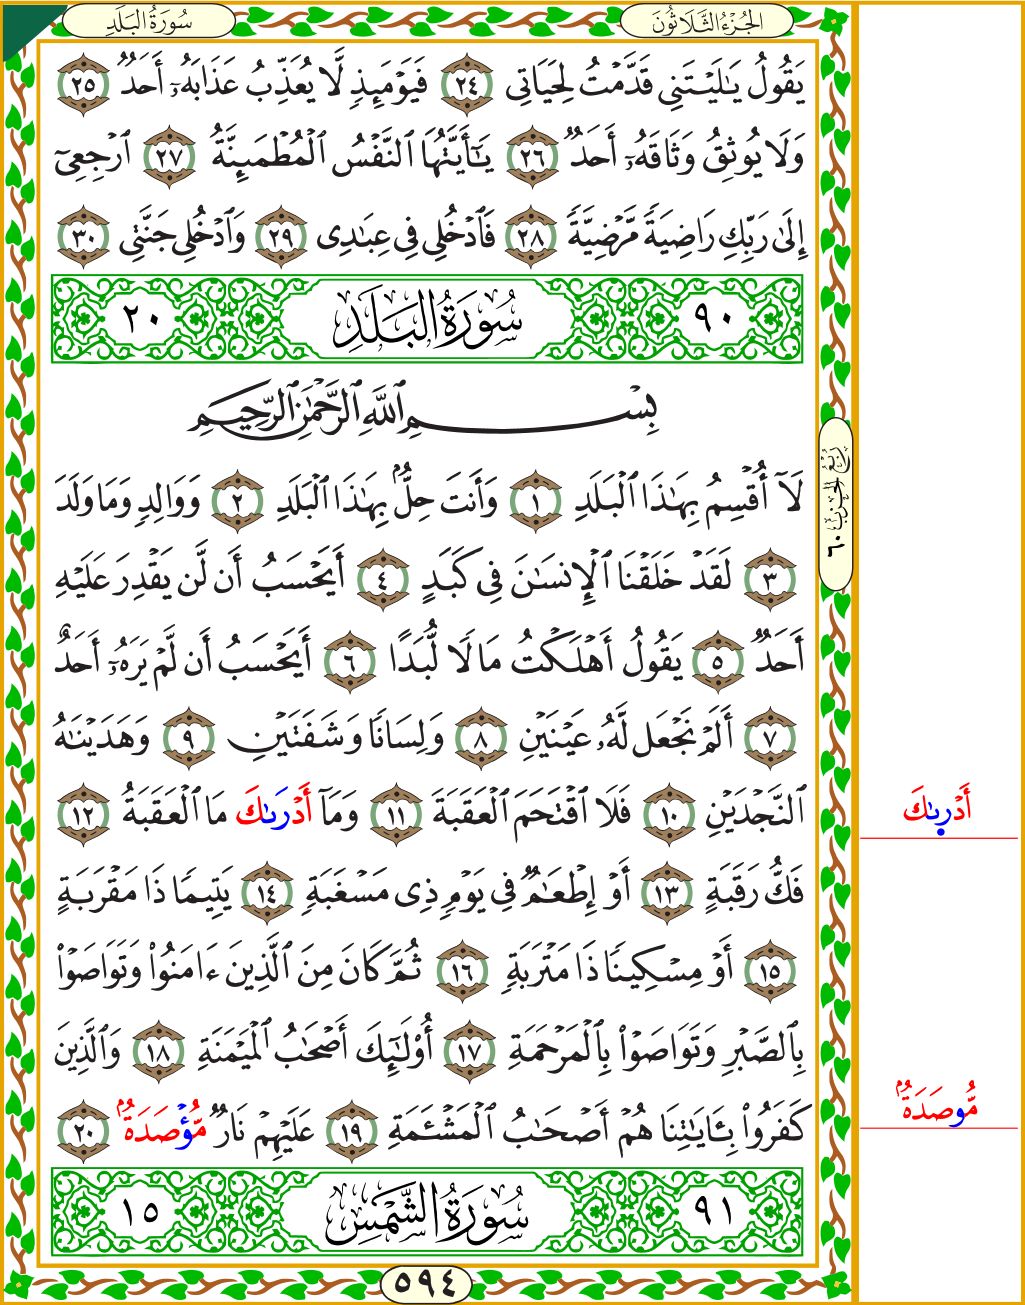 الجُزْءُ الثَّلَاثُونَ
سُورَةُ البَلَدِ
يَقُولُ يَٰلَيْتَنِى قَدَّمْتُ لِحَيَاتِى ٢٤ فَيَوْمَئِذٍ لَّا يُعَذِّبُ عَذَابَهُۥٓ أَحَدٌ ٢٥
وَلَا يُوثِقُ وَثَاقَهُۥٓ أَحَدٌ ٢٦ يَٰٓأَيَّتُهَا ٱلنَّفْسُ ٱلْمُطْمَئِنَّةُ ٢٧ ٱرْجِعِىٓ
إِلَىٰ رَبِّكِ رَاضِيَةً مَّرْضِيَّةً ٢٨ فَٱدْخُلِى فِى عِبَٰدِى ٢٩ وَٱدْخُلِى جَنَّتِى ٣٠
٩٠ سُورَةُ البَلَدِ ٢٠
بِسْمِ ٱللَّهِ ٱلرَّحْمَٰنِ ٱلرَّحِيمِ
لَآ أُقْسِمُ بِهَٰذَا ٱلْبَلَدِ ١ وَأَنتَ حِلٌّۢ بِهَٰذَا ٱلْبَلَدِ ٢ وَوَالِدٍ وَمَا وَلَدَ
٣ لَقَدْ خَلَقْنَا ٱلْإِنسَٰنَ فِى كَبَدٍ ٤ أَيَحْسَبُ أَن لَّن يَقْدِرَ عَلَيْهِ
أَحَدٌ ٥ يَقُولُ أَهْلَكْتُ مَالًا لُّبَدًا ٦ أَيَحْسَبُ أَن لَّمْ يَرَهُۥٓ أَحَدٌ
٧ أَلَمْ نَجْعَل لَّهُۥ عَيْنَيْنِ ٨ وَلِسَانًا وَشَفَتَيْنِ ٩ وَهَدَيْنَٰهُ
ٱلنَّجْدَيْنِ ١٠ فَلَا ٱقْتَحَمَ ٱلْعَقَبَةَ ١١ وَمَآ أَدْرَىٰكَ مَا ٱلْعَقَبَةُ ١٢
فَكُّ رَقَبَةٍ ١٣ أَوْ إِطْعَٰمٌ فِى يَوْمٍ ذِى مَسْغَبَةٍ ١٤ يَتِيمًا ذَا مَقْرَبَةٍ
١٥ أَوْ مِسْكِينًا ذَا مَتْرَبَةٍ ١٦ ثُمَّ كَانَ مِنَ ٱلَّذِينَ ءَامَنُوا۟ وَتَوَاصَوْا۟
بِٱلصَّبْرِ وَتَوَاصَوْا۟ بِٱلْمَرْحَمَةِ ١٧ أُو۟لَٰٓئِكَ أَصْحَٰبُ ٱلْمَيْمَنَةِ ١٨ وَٱلَّذِينَ
كَفَرُوا۟ بِـَٔايَٰتِنَا هُمْ أَصْحَٰبُ ٱلْمَشْـَٔمَةِ ١٩ عَلَيْهِمْ نَارٌ مُّؤْصَدَةٌۢ ٢٠
٩١ سُورَةُ الشَّمْسِ ١٥
٥٩٤
رُبْعُ الحِزْبِ ٦٠
أَدْرِىٰكَ
مُّوصَدَةٌۢ